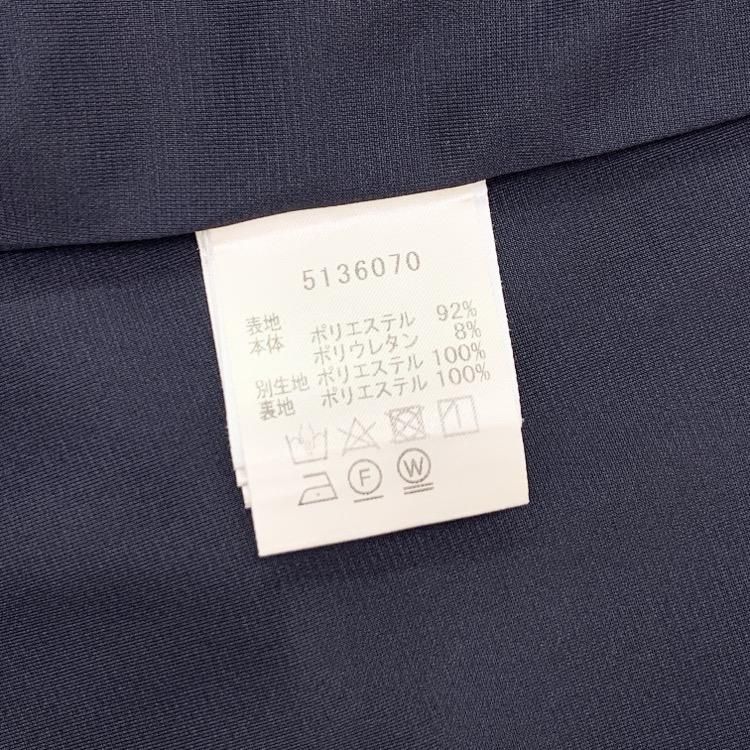 5136070
表地 ポリエステル 92%
本体 ポリウレタン 8%
別生地 ポリエステル 100%
表地 ポリエステル 100%
F W